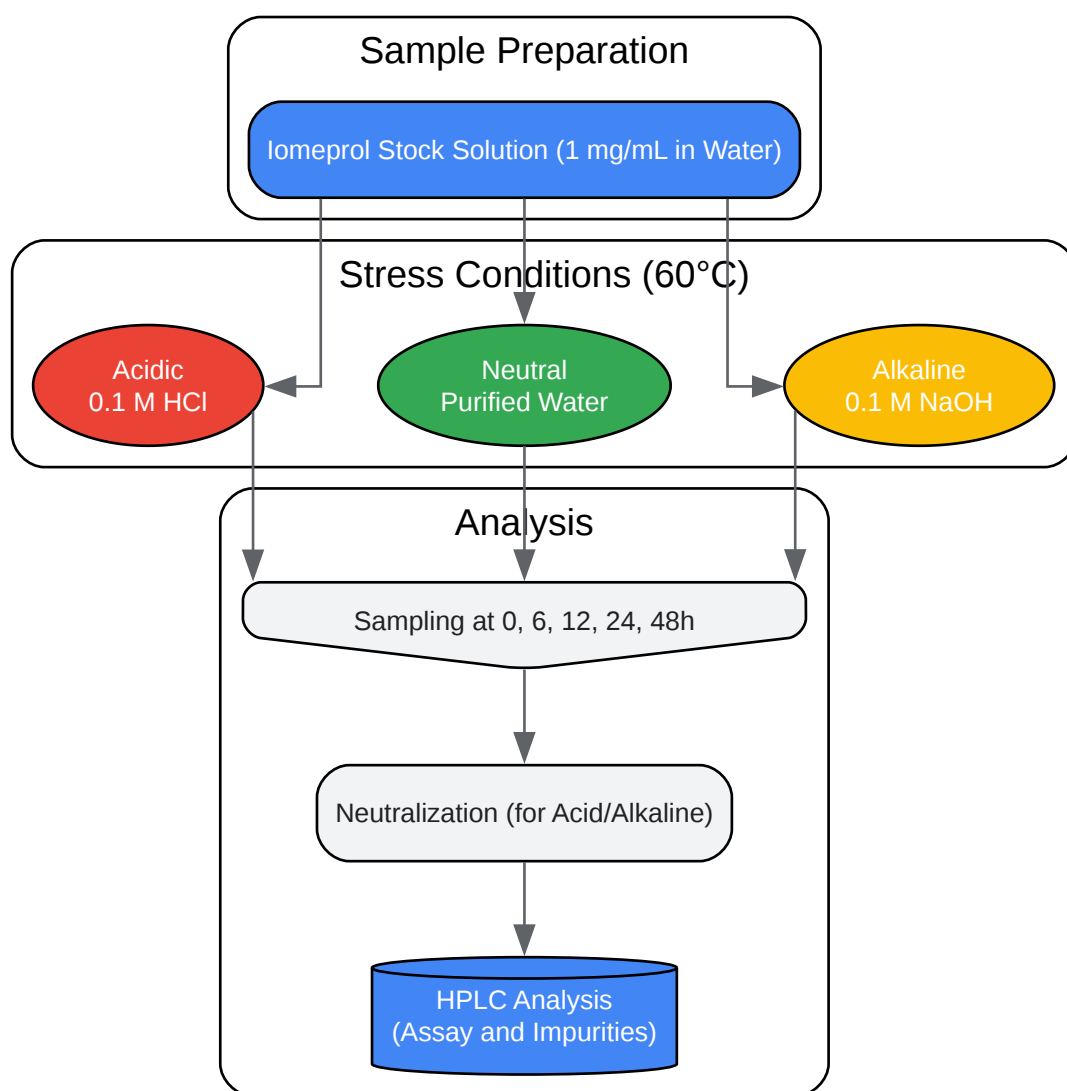 Sample Preparation
Iomeprol Stock Solution (1 mg/mL in Water)
Stress Conditions (60°C)
Acidic
0.1 M HCl
Neutral
Purified Water
Alkaline
0.1 M NaOH
Analysis
Sampling at 0, 6, 12, 24, 48h
Neutralization (for Acid/Alkaline)
HPLC Analysis
(Assay and Impurities)